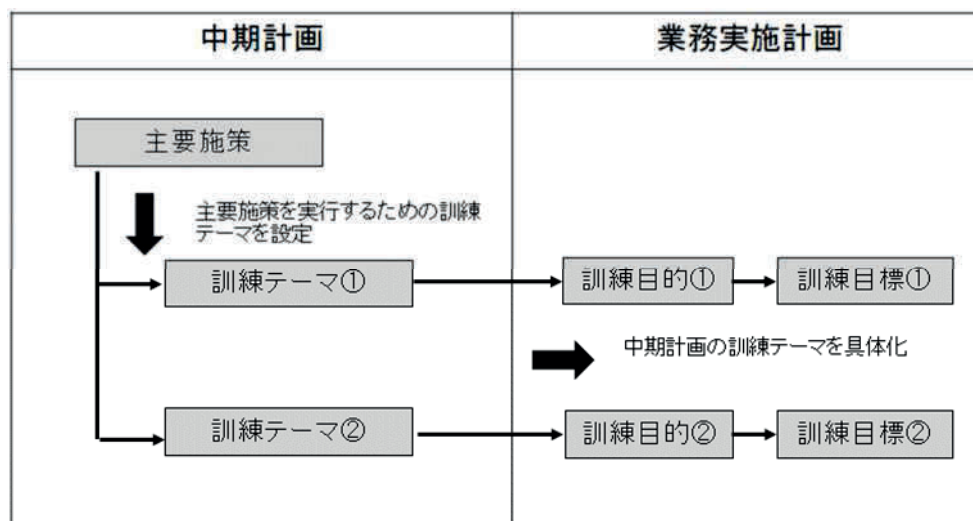 中期計画
業務実施計画
主要施策
主要施策を実行するための訓練
テーマを設定
訓練テーマ①
訓練目的①
訓練目標①
中期計画の訓練テーマを具体化
訓練テーマ②
訓練目的②
訓練目標②